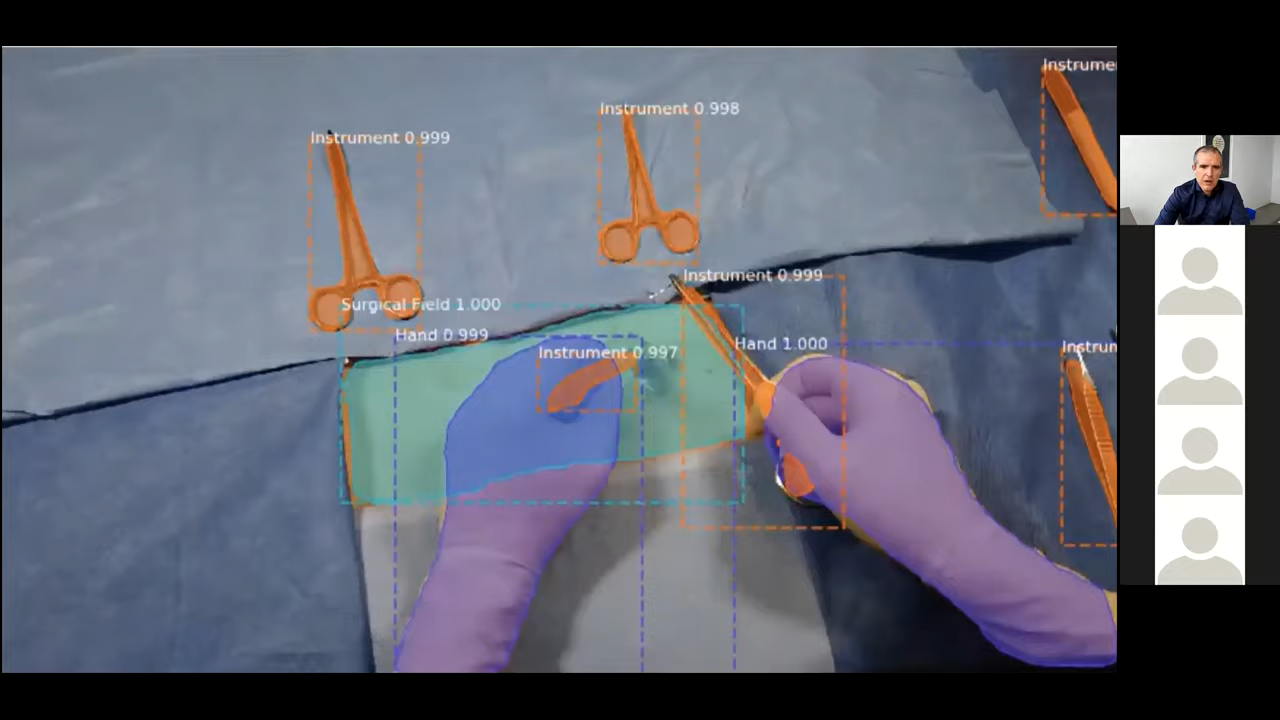 Instrume
Instrument 0.998
Instrument 0.999
Instrument 0.999
Surgical Field 1.000
Hand 0.999
Hand 1.000
Instrum
Instrument 0.997